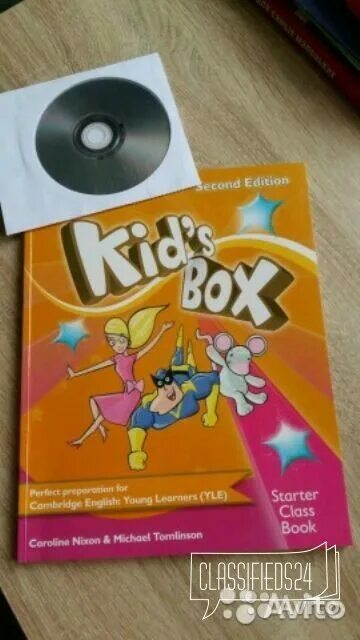 Second Edition
Kid's
BOX
Perfect preparation for
Cambridge English: Young Learners (YLE)
Starter
Class
Book
Caroline Nixon & Michael Tomlinson
CLASSIFIEDS24
Avito